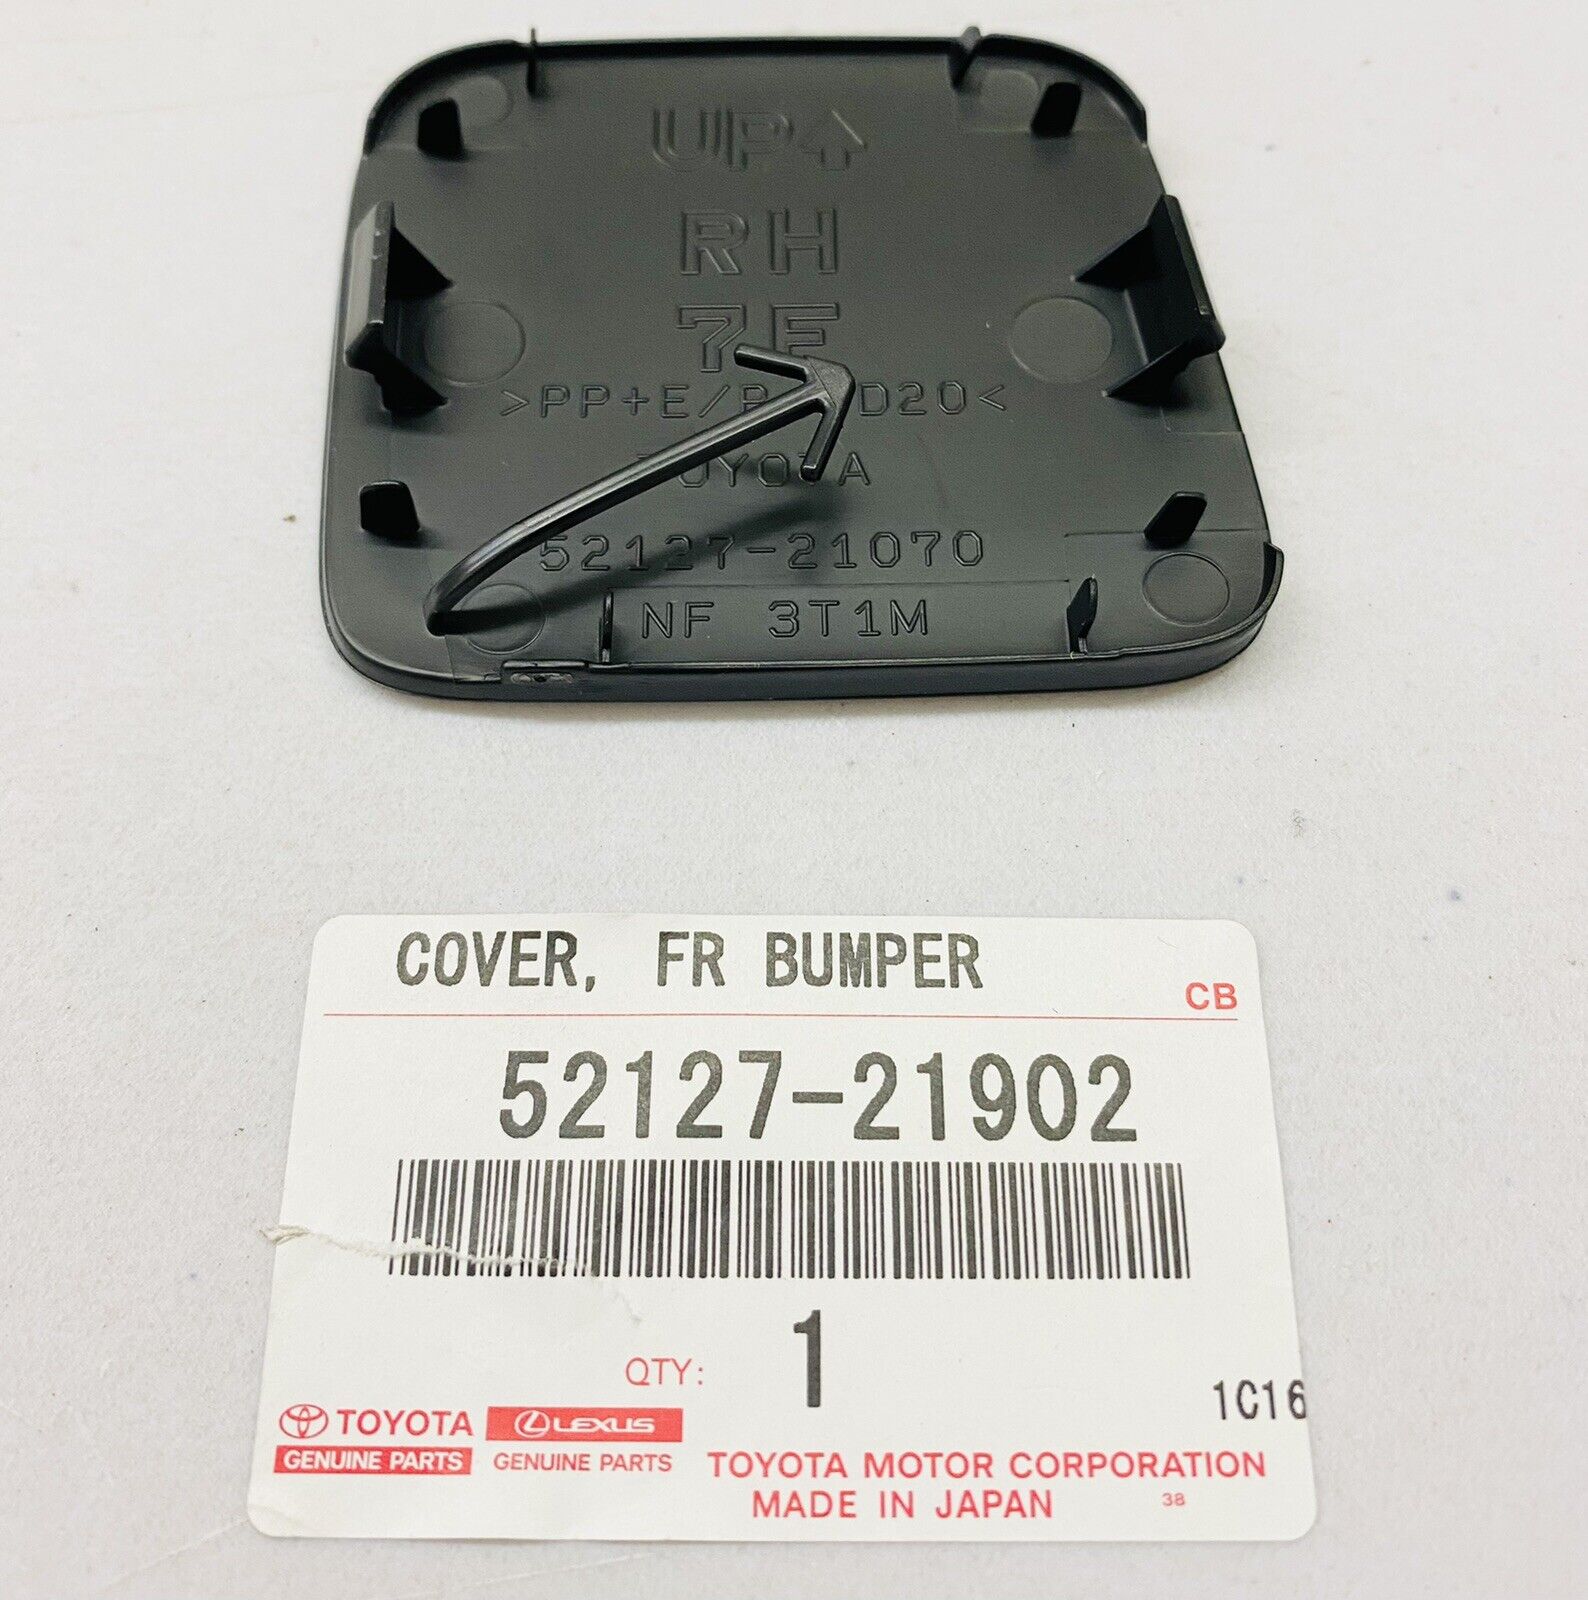 UP↑
RH
7E
>PP+E/P D20<
TOYOTA
52127-21070
NF 3T1M
COVER, FR BUMPER
CB
52127-21902
QTY: 1
1C16
TOYOTA
GENUINE PARTS
LEXUS
GENUINE PARTS
TOYOTA MOTOR CORPORATION
MADE IN JAPAN 38